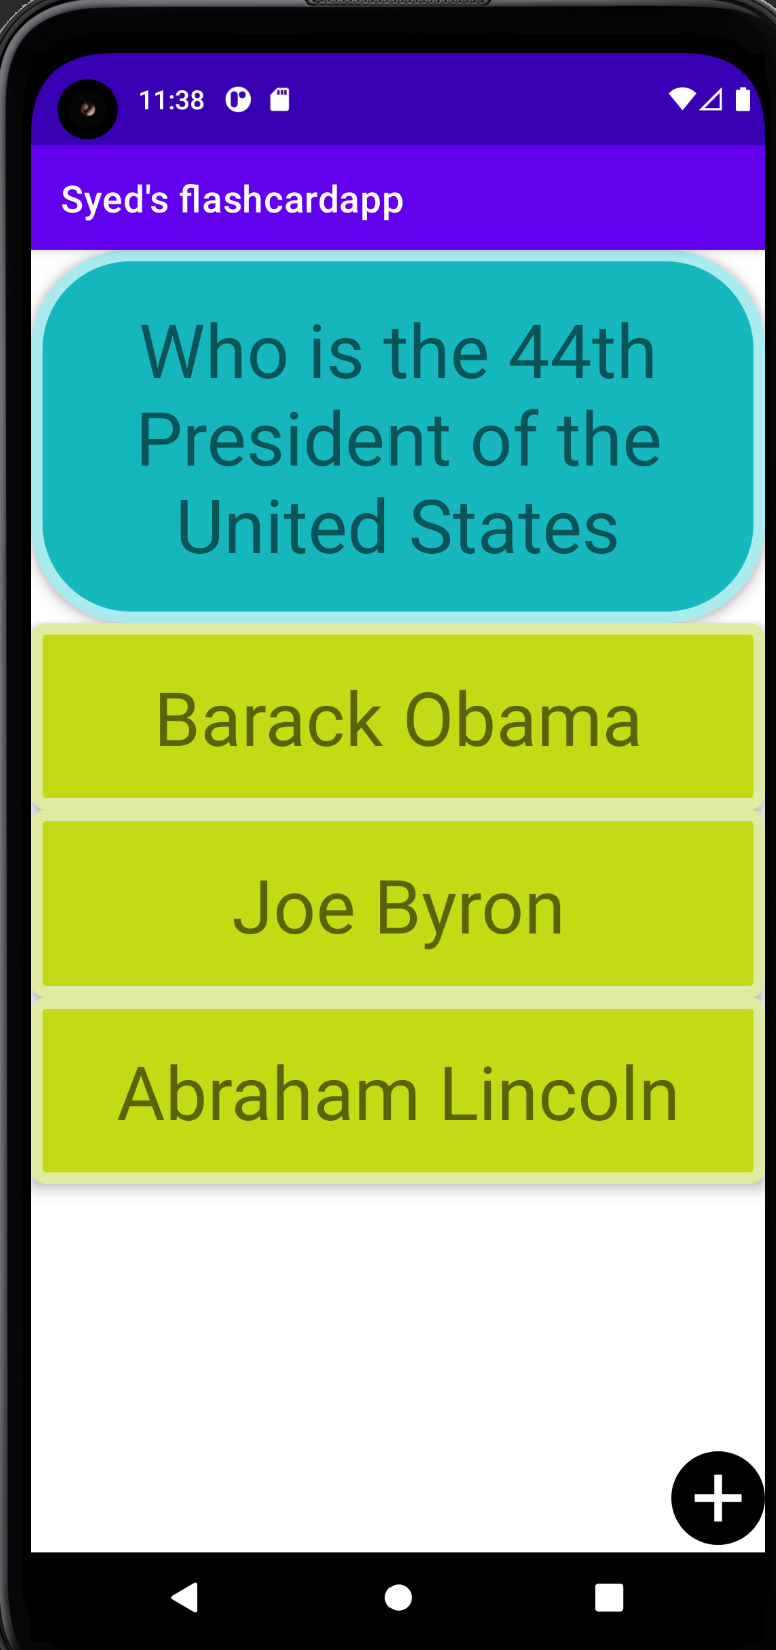 11:38
Syed's flashcardapp
Who is the 44th
President of the
United States
Barack Obama
Joe Byron
Abraham Lincoln